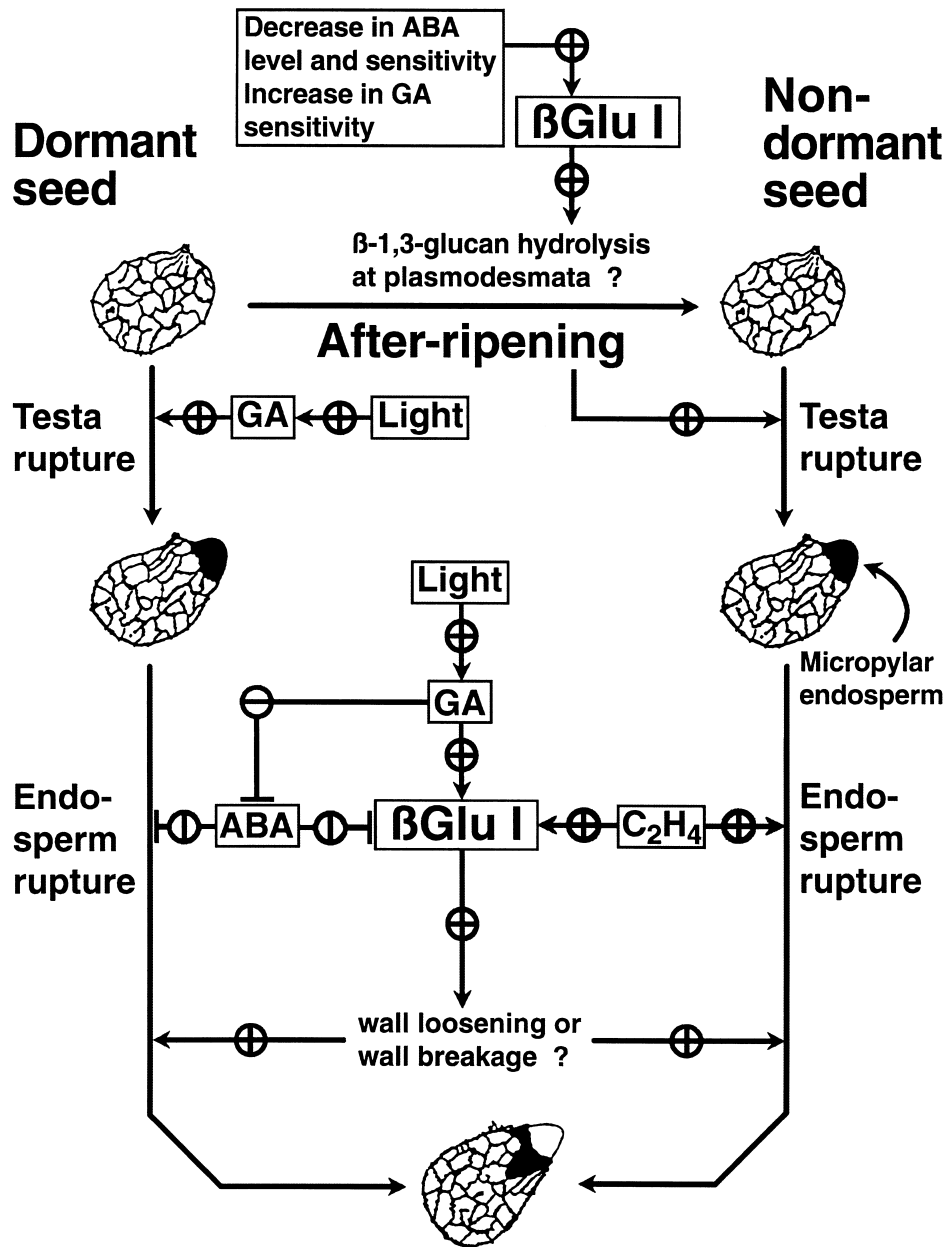 Decrease in ABA
level and sensitivity
Increase in GA
sensitivity
ßGlu I
Dormant
seed
Non-
dormant
seed
ß-1,3-glucan hydrolysis
at plasmodesmata ?
After-ripening
Testa
rupture
GA
Light
Testa
rupture
Light
GA
Micropylar
endosperm
Endo-
sperm
rupture
ABA
ßGlu I
C₂H₄
Endo-
sperm
rupture
wall loosening or
wall breakage ?